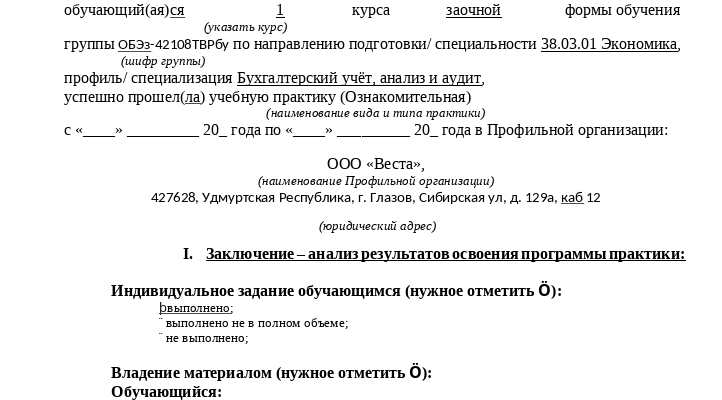 обучающий(ая)ся 1 курса заочной формы обучения
(указать курс)
группы ОБЭз-42108ТВРбу по направлению подготовки/ специальности 38.03.01 Экономика,
(шифр группы)
профиль/ специализация Бухгалтерский учёт, анализ и аудит,
успешно прошел(ла) учебную практику (Ознакомительная)
(наименование вида и типа практики)
с «____» _________ 20_ года по «____» _________ 20_ года в Профильной организации:
ООО «Веста»,
(наименование Профильной организации)
427628, Удмуртская Республика, г. Глазов, Сибирская ул, д. 129а, каб 12
(юридический адрес)
I. Заключение – анализ результатов освоения программы практики:
Индивидуальное задание обучающимся (нужное отметить Ö):
þвыполнено;
¨ выполнено не в полном объеме;
¨ не выполнено;
Владение материалом (нужное отметить Ö):
Обучающийся: